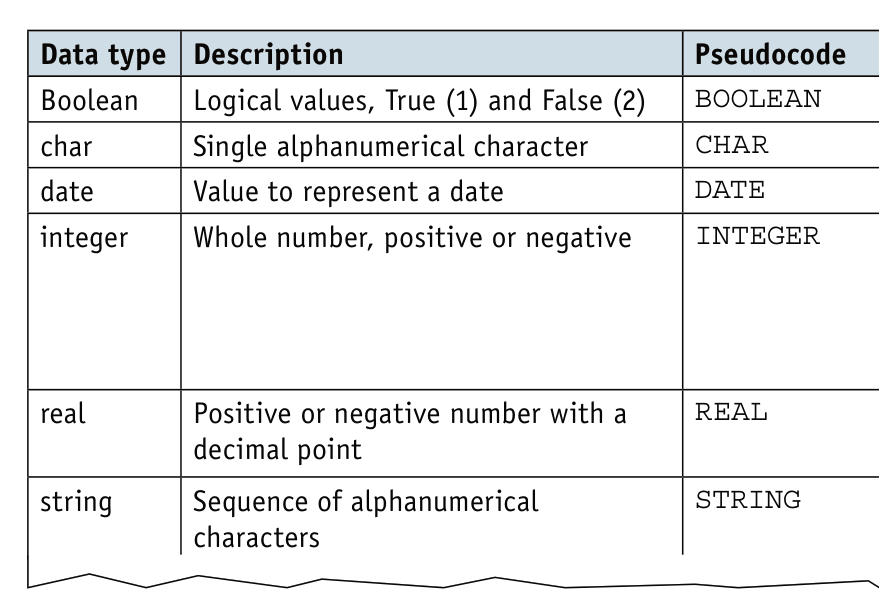 Data type Description Pseudocode
Boolean Logical values, True (1) and False (2) BOOLEAN
char Single alphanumerical character CHAR
date Value to represent a date DATE
integer Whole number, positive or negative INTEGER
real Positive or negative number with a REAL
decimal point
string Sequence of alphanumerical STRING
characters